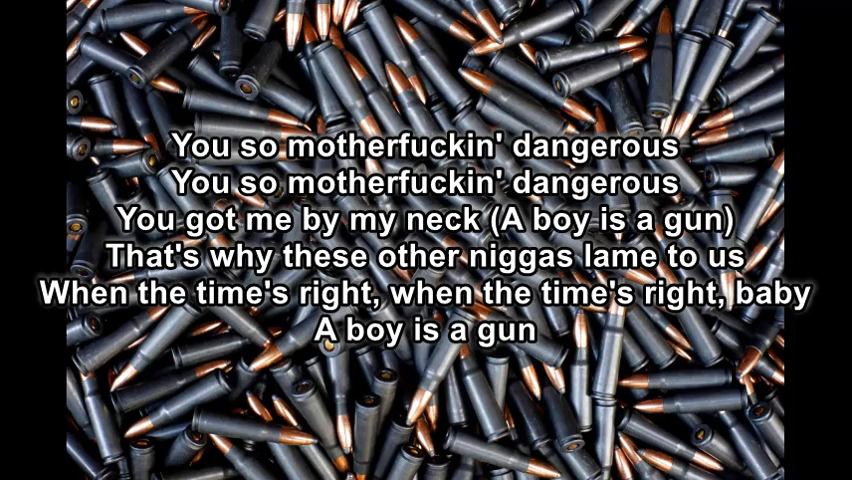 You so motherfuckin' dangerous
You so motherfuckin' dangerous
You got me by my neck (A boy is a gun)
That's why these other niggas lame to us
When the time's right, when the time's right, baby
A boy is a gun